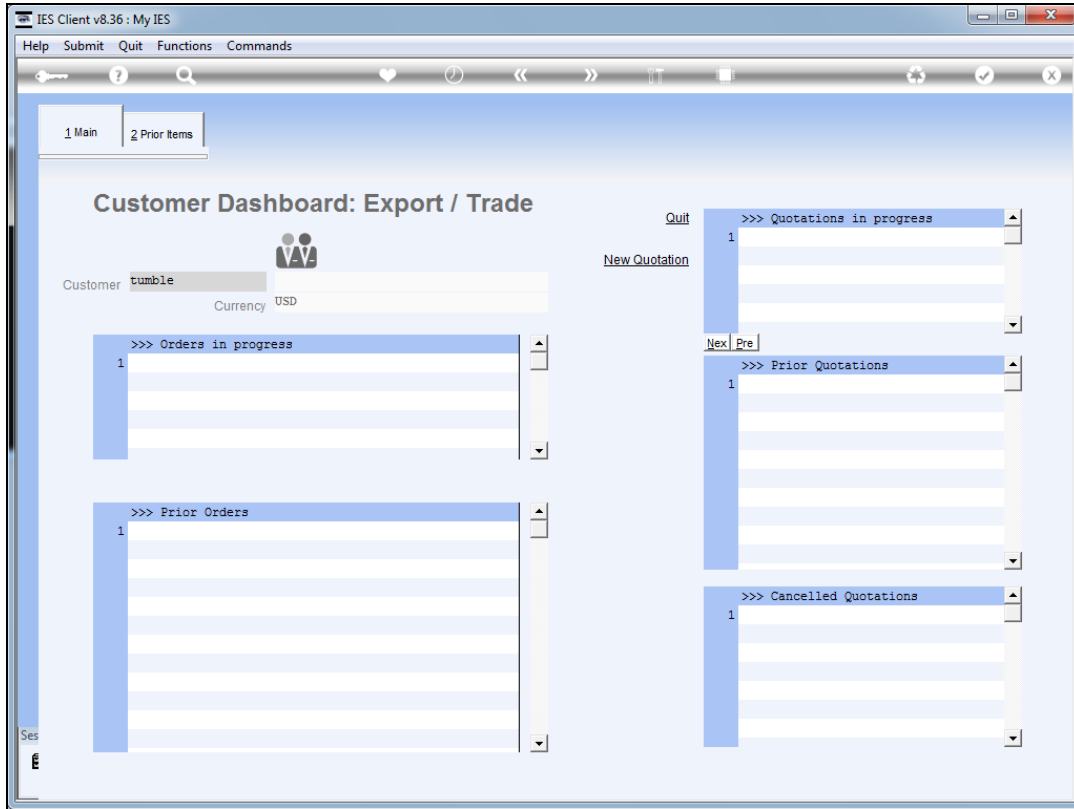 IES Client v8.36 : My IES
Help Submit Quit Functions Commands
1 Main
2 Prior Items
Customer Dashboard: Export / Trade
Customer tumble
Currency USD
>>> Orders in progress
1
>>> Prior Orders
1
Quit
New Quotation
>>> Quotations in progress
1
Nex Pre
>>> Prior Quotations
1
>>> Cancelled Quotations
1
Ses